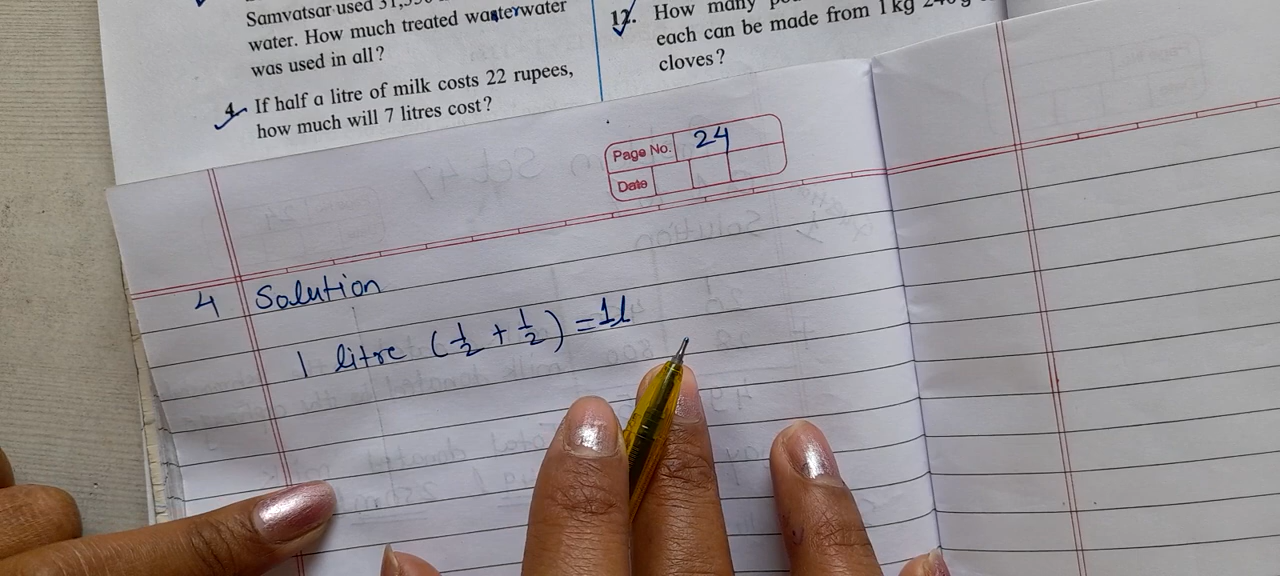 Samvatsar used
water. How much treated wasterwater
was used in all?
4. If half a litre of milk costs 22 rupees,
how much will 7 litres cost?
12. How many
each can be made from 1 kg
cloves?
Page No. 24
Date
4 Solution
1 litre (1/2 + 1/2) = 1l